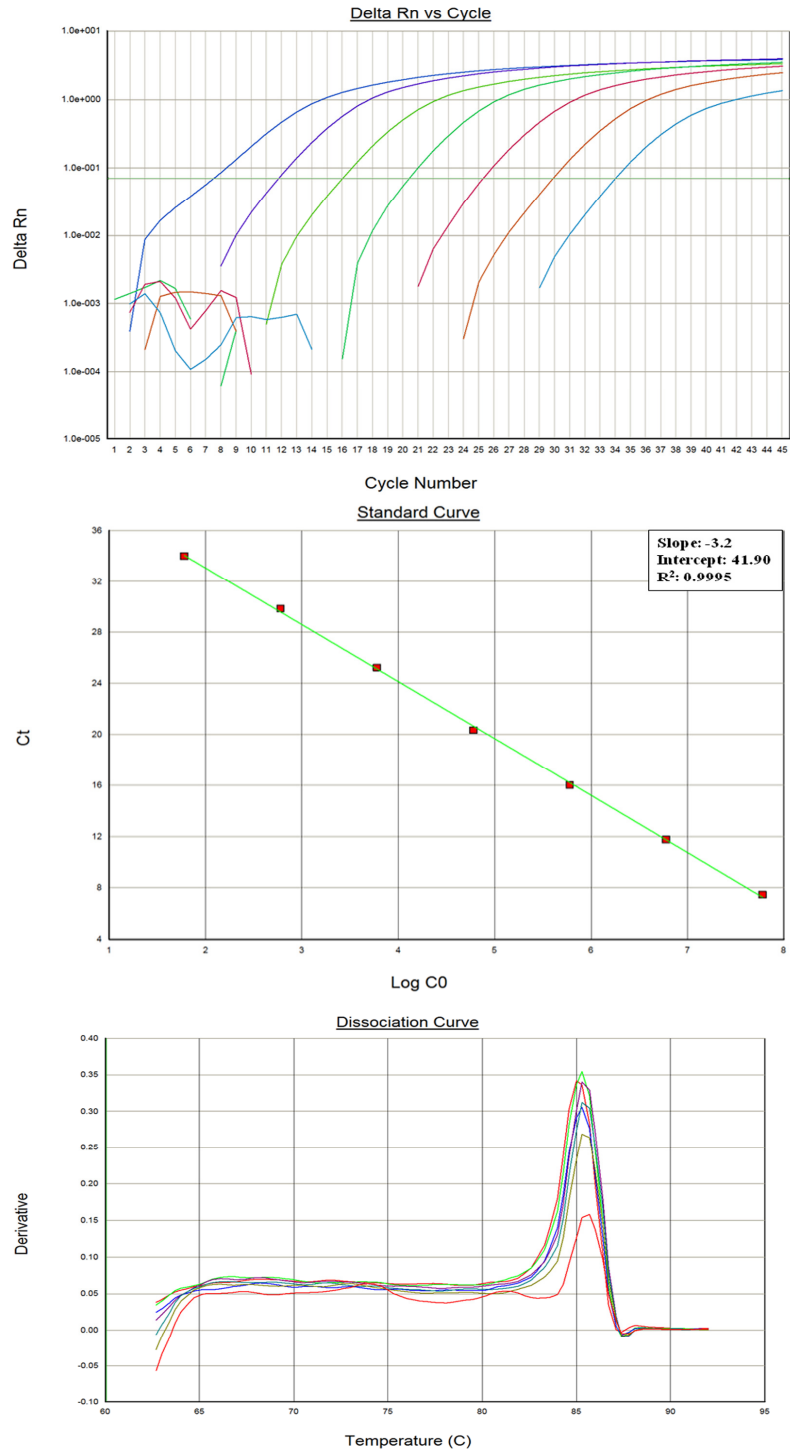 Delta Rn vs Cycle
1.0e+001
1.0e+000
1.0e-001
1.0e-002
1.0e-003
1.0e-004
1.0e-005
Delta Rn
1 2 3 4 5 6 7 8 9 10 11 12 13 14 15 16 17 18 19 20 21 22 23 24 25 26 27 28 29 30 31 32 33 34 35 36 37 38 39 40 41 42 43 44 45
Cycle Number
Standard Curve
Slope: -3.2
Intercept: 41.90
R²: 0.9995
36
32
28
24
20
16
12
8
4
Ct
1 2 3 4 5 6 7 8
Log C0
Dissociation Curve
0.40
0.35
0.30
0.25
0.20
0.15
0.10
0.05
0.00
-0.05
-0.10
Derivative
60 65 70 75 80 85 90 95
Temperature (C)